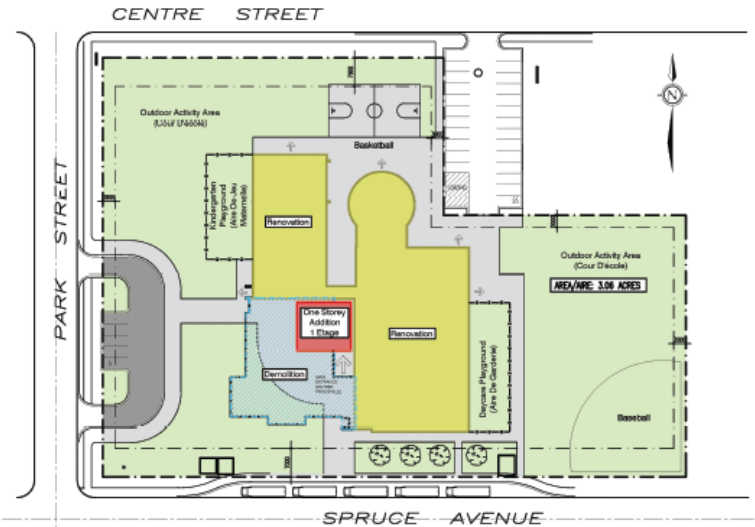 CENTRE STREET
Outdoor Activity Area
Basketball
PARK STREET
Kindergarten
Playground
(Aire De Jeu
Maternelle)
Renovation
N
Outdoor Activity Area
(Cour D'école)
AREA/AIRE: 3.06 ACRES
One Storey
Addition
1 Etage
Renovation
Demolition
Daycare Playground
(Aire De Garderie)
Baseball
SPRUCE AVENUE